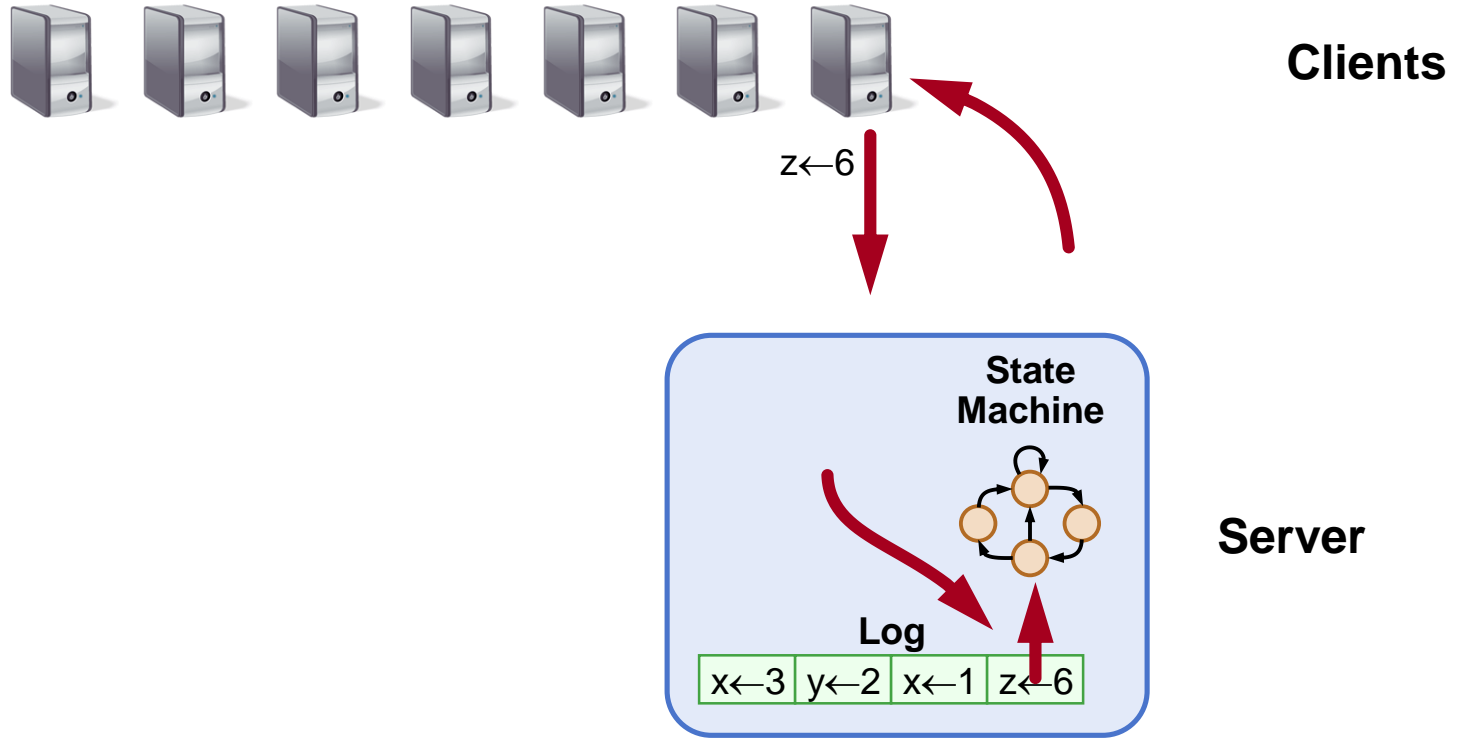 Clients
z←6
State
Machine
Server
Log
x←3 y←2 x←1 z←6